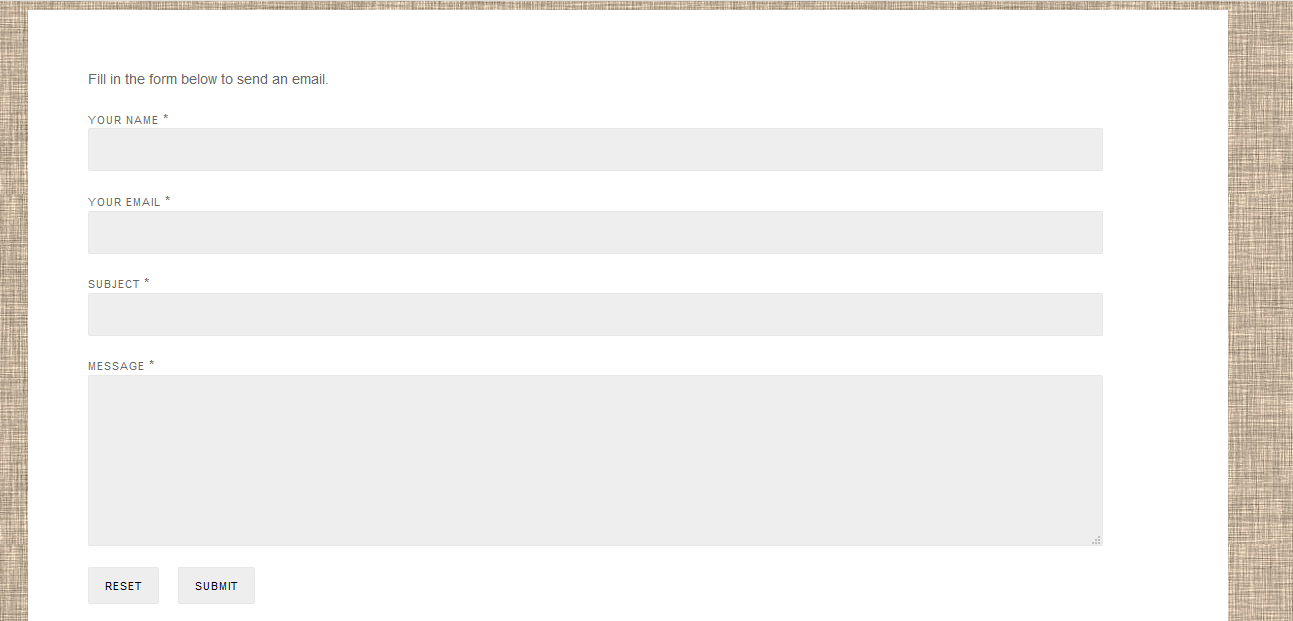 Fill in the form below to send an email.
YOUR NAME *
YOUR EMAIL *
SUBJECT *
MESSAGE *
RESET SUBMIT